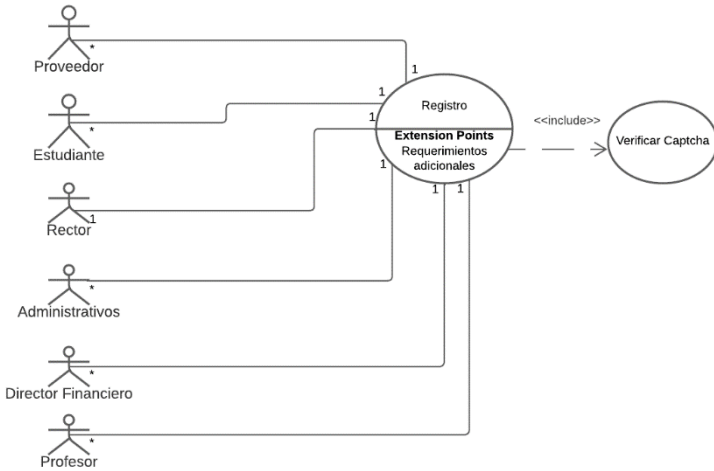 *
Proveedor
1
1
Registro
1
*
Estudiante
Extension Points
Requerimientos
adicionales
<<include>>
Verificar Captcha
1
1
Rector
1
1
*
Administrativos
*
Director Financiero
*
Profesor